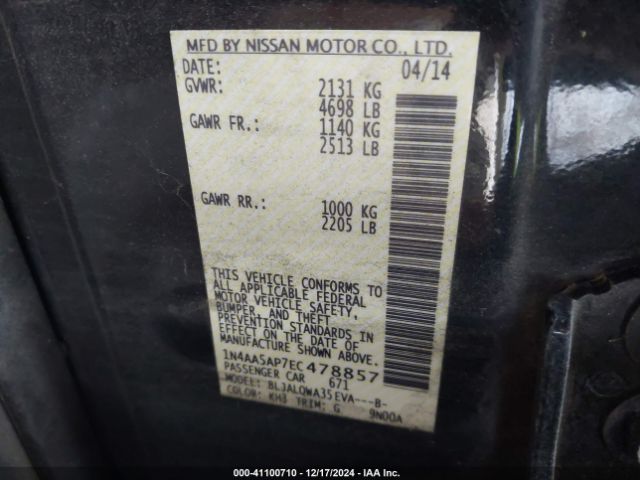 MFD BY NISSAN MOTOR CO., LTD.
DATE: 04/14
GVWR: 2131 KG
4698 LB
GAWR FR.: 1140 KG
2513 LB
GAWR RR.: 1000 KG
2205 LB
THIS VEHICLE CONFORMS TO
ALL APPLICABLE FEDERAL
MOTOR VEHICLE SAFETY,
BUMPER, AND THEFT
PREVENTION STANDARDS IN
EFFECT ON THE DATE OF
MANUFACTURE SHOWN ABOVE.
1N4AA5AP7EC478857
PASSENGER CAR 671
MODEL: BLJALQWA35EVA---B-
COLOR: KH3 TRIM: G 9N00A
000-41100710 - 12/17/2024 - IAA Inc.